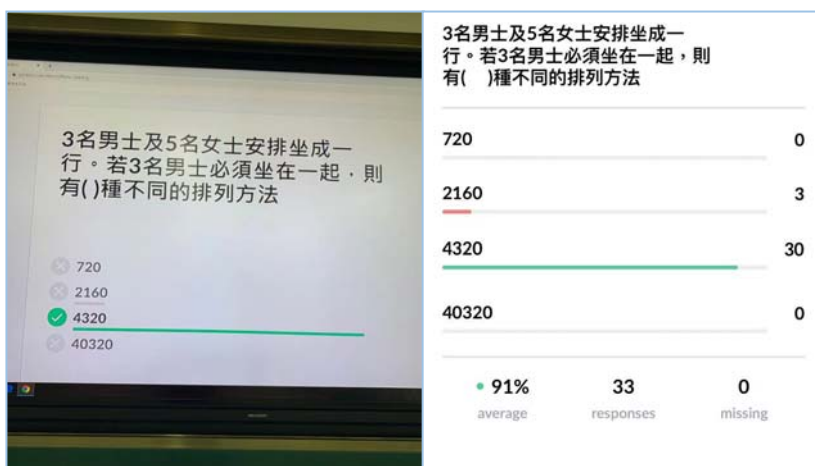 3名男士及5名女士安排坐成一
行。若3名男士必須坐在一起，則
有( )種不同的排列方法
720
2160
4320
40320
3名男士及5名女士安排坐成一
行。若3名男士必須坐在一起，則
有( )種不同的排列方法
720 0
2160 3
4320 30
40320 0
91% 33 0
average responses missing